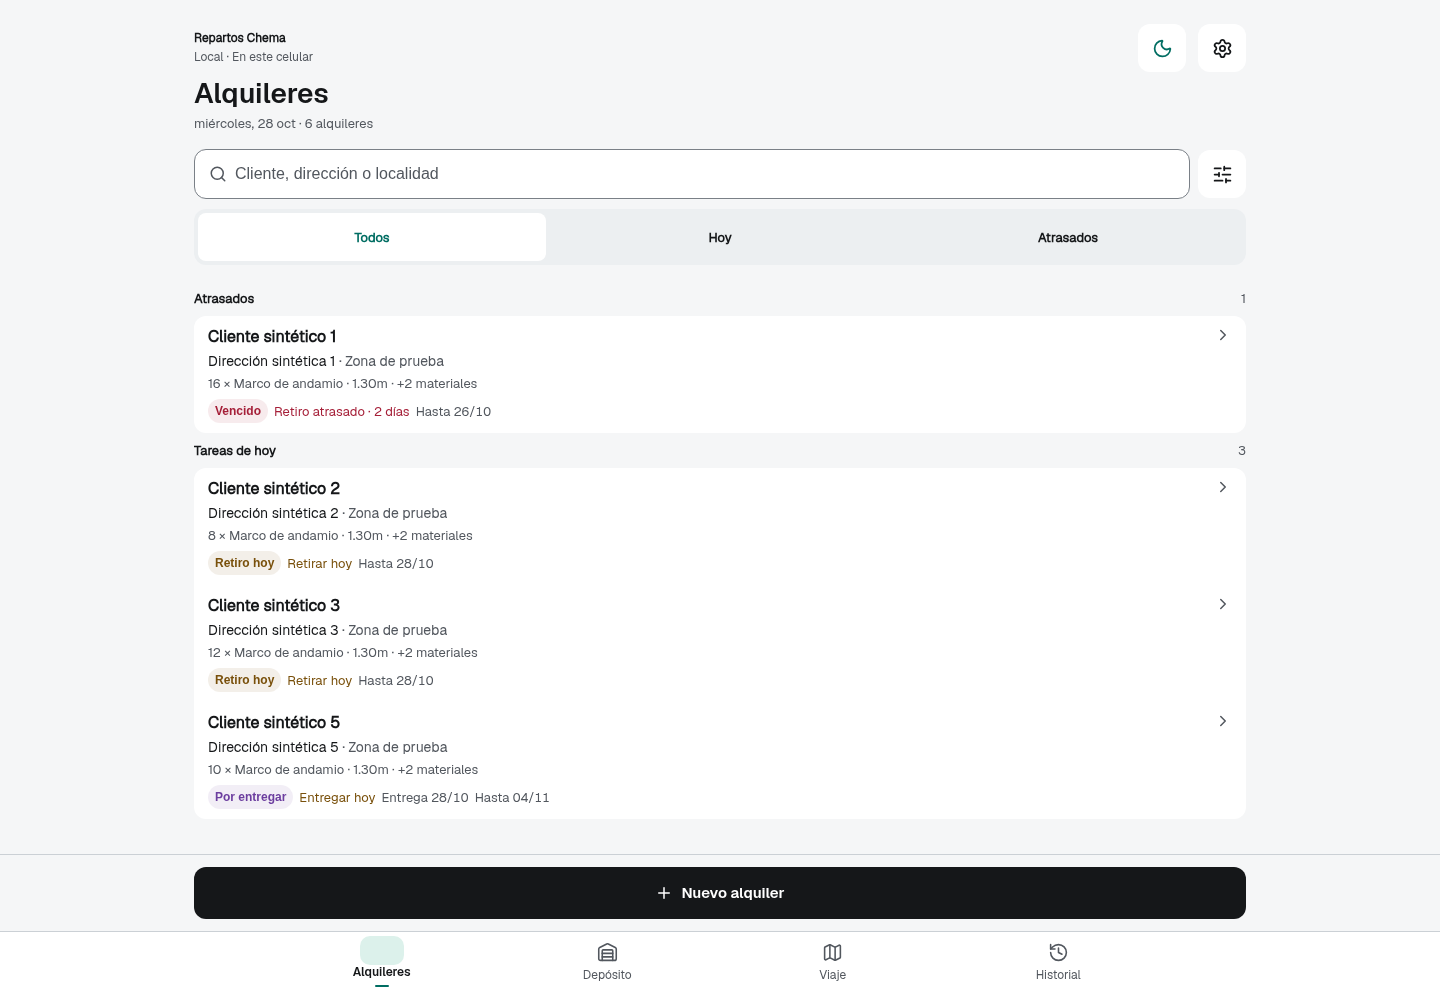 Repartos Chema
Local · En este celular
Alquileres
miércoles, 28 oct · 6 alquileres
Cliente, dirección o localidad
Todos
Hoy
Atrasados
Atrasados
1
Cliente sintético 1
Dirección sintética 1 · Zona de prueba
16 × Marco de andamio · 1.30m · +2 materiales
Vencido Retiro atrasado · 2 días Hasta 26/10
Tareas de hoy
3
Cliente sintético 2
Dirección sintética 2 · Zona de prueba
8 × Marco de andamio · 1.30m · +2 materiales
Retiro hoy Retirar hoy Hasta 28/10
Cliente sintético 3
Dirección sintética 3 · Zona de prueba
12 × Marco de andamio · 1.30m · +2 materiales
Retiro hoy Retirar hoy Hasta 28/10
Cliente sintético 5
Dirección sintética 5 · Zona de prueba
10 × Marco de andamio · 1.30m · +2 materiales
Por entregar Entregar hoy Entrega 28/10 Hasta 04/11
Nuevo alquiler
Alquileres
Depósito
Viaje
Historial